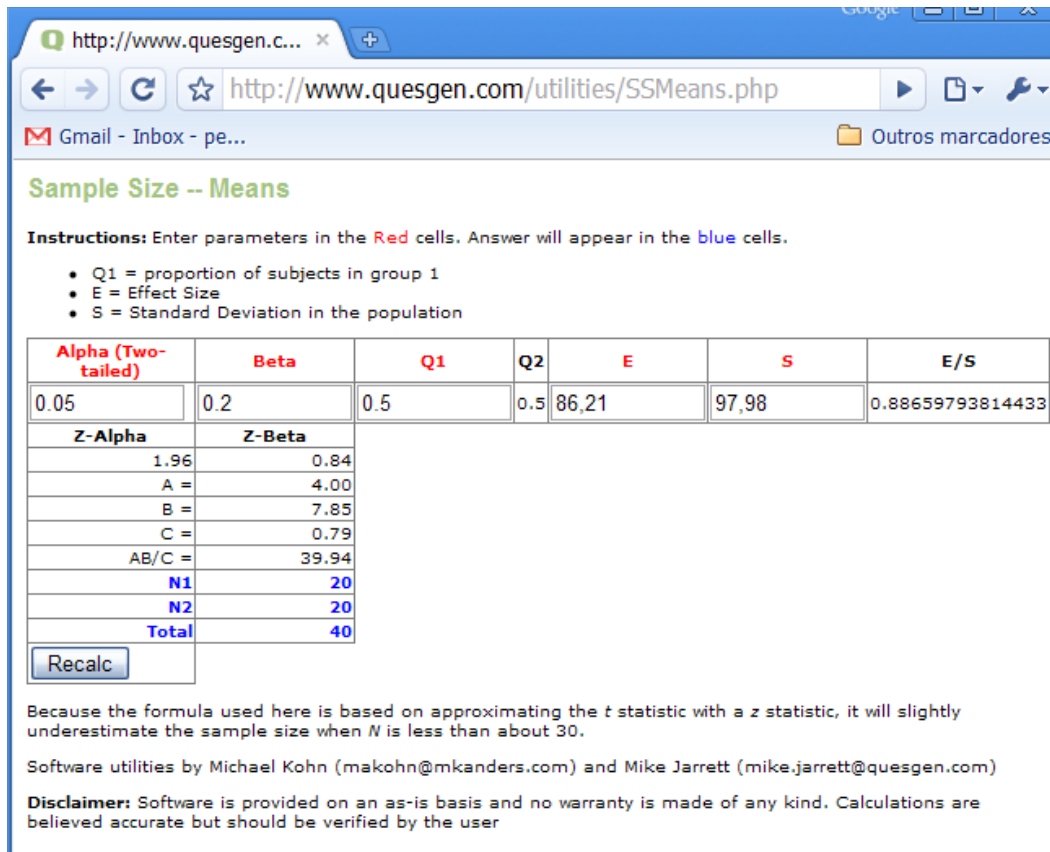 Google
http://www.quesgen.c...
http://www.quesgen.com/utilities/SSMeans.php
Gmail - Inbox - pe...
Outros marcadores
Sample Size -- Means
Instructions: Enter parameters in the Red cells. Answer will appear in the blue cells.
• Q1 = proportion of subjects in group 1
• E = Effect Size
• S = Standard Deviation in the population
Alpha (Two-tailed) Beta Q1 Q2 E S E/S
0.05 0.2 0.5 0.5 86,21 97,98 0.88659793814433
Z-Alpha Z-Beta
1.96 0.84
A = 4.00
B = 7.85
C = 0.79
AB/C = 39.94
N1 20
N2 20
Total 40
Recalc
Because the formula used here is based on approximating the t statistic with a z statistic, it will slightly
underestimate the sample size when N is less than about 30.
Software utilities by Michael Kohn (makohn@mkanders.com) and Mike Jarrett (mike.jarrett@quesgen.com)
Disclaimer: Software is provided on an as-is basis and no warranty is made of any kind. Calculations are
believed accurate but should be verified by the user